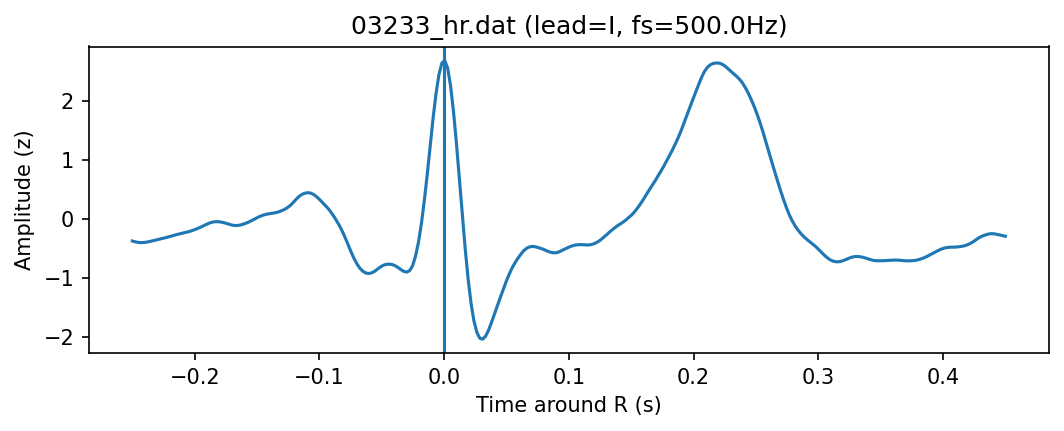 03233_hr.dat (lead=I, fs=500.0Hz)
Amplitude (z)
2
1
0
−1
−2
−0.2 −0.1 0.0 0.1 0.2 0.3 0.4
Time around R (s)